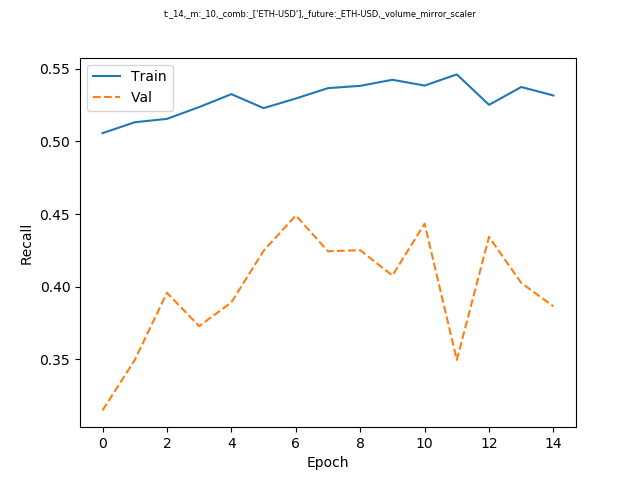 t:_14,_m:_10,_comb:_['ETH-USD'],_future:_ETH-USD,_volume_mirror_scaler
Train
Val
0.55
0.50
0.45
0.40
0.35
Recall
0 2 4 6 8 10 12 14
Epoch